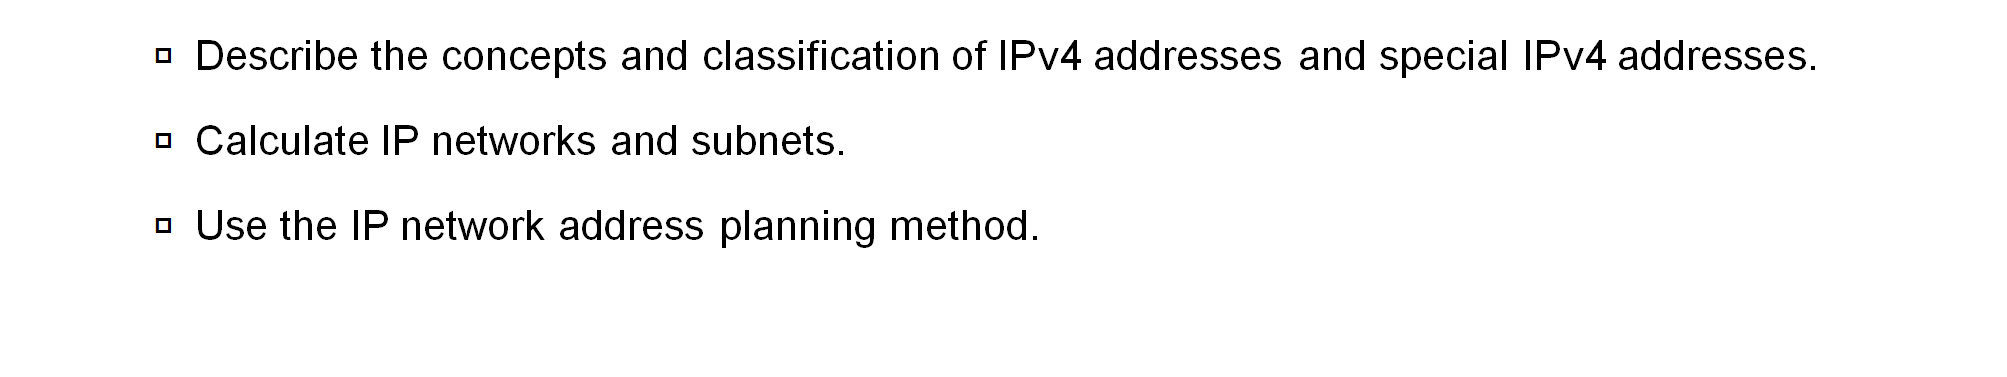 Describe the concepts and classification of IPv4 addresses and special IPv4 addresses.
Calculate IP networks and subnets.
Use the IP network address planning method.